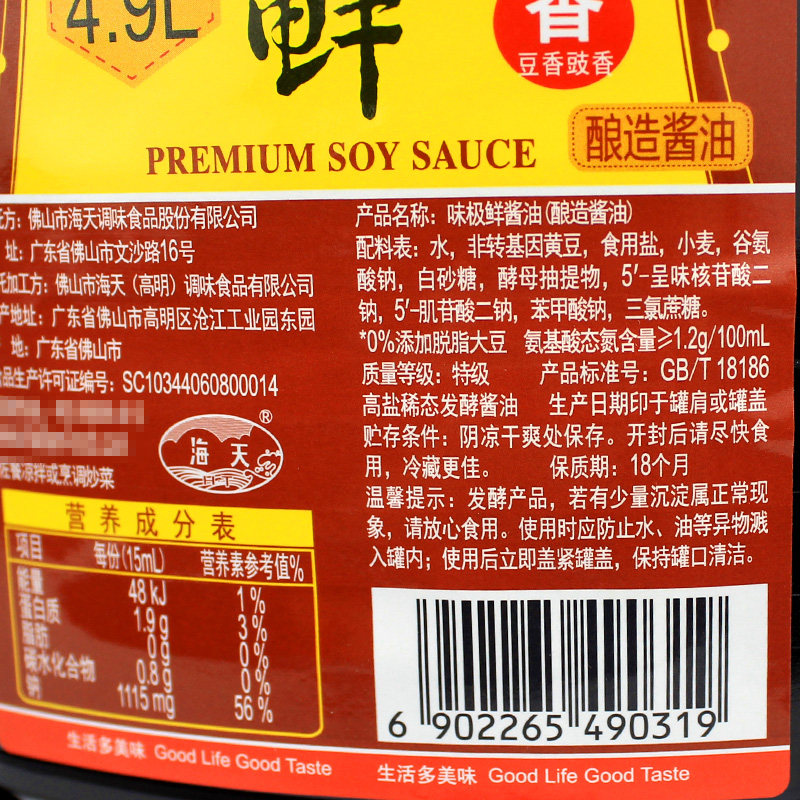 4.9L
鲜
香
豆香豉香
PREMIUM SOY SAUCE
酿造酱油
托方：佛山市海天调味食品股份有限公司
址：广东省佛山市文沙路16号
托加工方：佛山市海天（高明）调味食品有限公司
产地址：广东省佛山市高明区沧江工业园东园
地：广东省佛山市
食品生产许可证编号：SC10344060800014
海天
®
佐餐凉拌或烹调炒菜
营养成分表
项目 每份(15mL) 营养素参考值%
能量 48 kJ 1 %
蛋白质 1.9 g 3 %
脂肪 0 g 0 %
碳水化合物 0.8 g 0 %
钠 1115 mg 56 %
生活多美味 Good Life Good Taste
产品名称：味极鲜酱油(酿造酱油)
配料表：水，非转基因黄豆，食用盐，小麦，谷氨
酸钠，白砂糖，酵母抽提物，5′-呈味核苷酸二
钠，5′-肌苷酸二钠，苯甲酸钠，三氯蔗糖。
*0%添加脱脂大豆 氨基酸态氮含量≥1.2g/100mL
质量等级：特级 产品标准号：GB/T 18186
高盐稀态发酵酱油 生产日期印于罐肩或罐盖
贮存条件：阴凉干爽处保存。开封后请尽快食
用，冷藏更佳。 保质期：18个月
温馨提示：发酵产品，若有少量沉淀属正常现
象，请放心食用。使用时应防止水、油等异物溅
入罐内；使用后立即盖紧罐盖，保持罐口清洁。
6 902265 490319
生活多美味 Good Life Good Taste